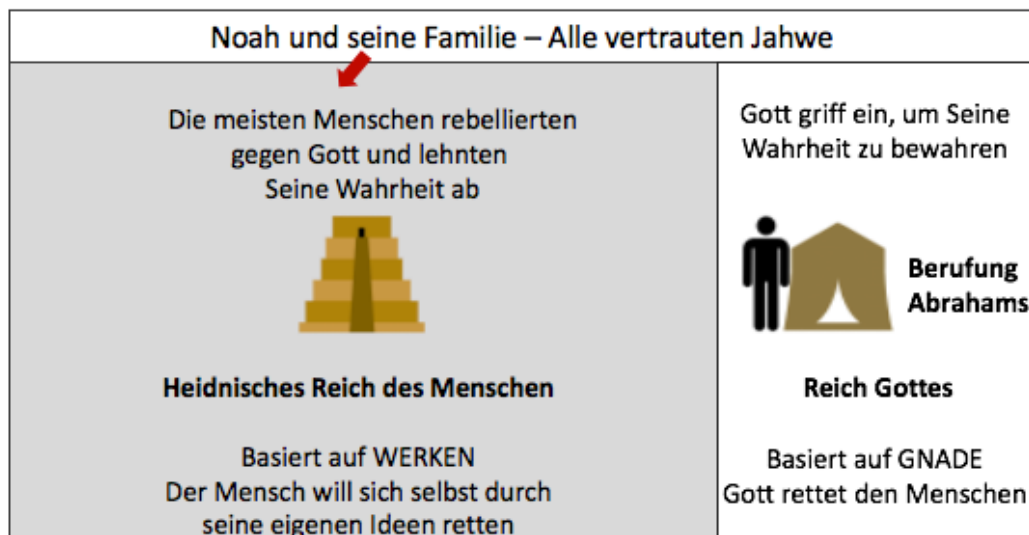 Noah und seine Familie – Alle vertrauten Jahwe
Die meisten Menschen rebellierten
gegen Gott und lehnten
Seine Wahrheit ab
Heidnisches Reich des Menschen
Basiert auf WERKEN
Der Mensch will sich selbst durch
seine eigenen Ideen retten
Gott griff ein, um Seine
Wahrheit zu bewahren
Berufung
Abrahams
Reich Gottes
Basiert auf GNADE
Gott rettet den Menschen